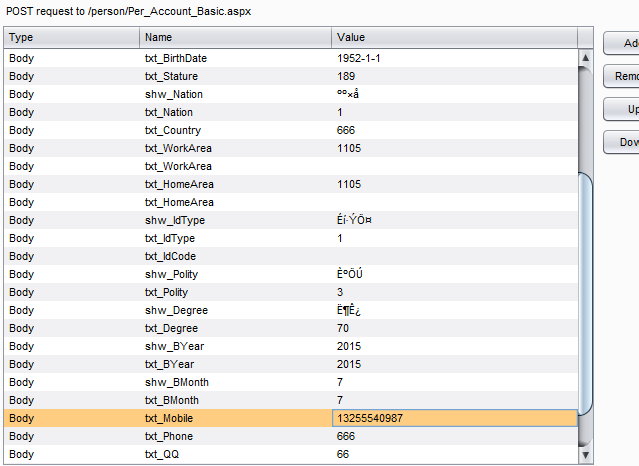 POST request to /person/Per_Account_Basic.aspx
Type Name Value
Body txt_BirthDate 1952-1-1
Body txt_Stature 189
Body shw_Nation ºº×å
Body txt_Nation 1
Body txt_Country 666
Body txt_WorkArea 1105
Body txt_WorkArea
Body txt_HomeArea 1105
Body txt_HomeArea
Body shw_IdType Éí·ÝÖ¤
Body txt_IdType 1
Body txt_IdCode
Body shw_Polity ÈºÖÚ
Body txt_Polity 3
Body shw_Degree Ë¶Ê¿
Body txt_Degree 70
Body shw_BYear 2015
Body txt_BYear 2015
Body shw_BMonth 7
Body txt_BMonth 7
Body txt_Mobile 13255540987
Body txt_Phone 666
Body txt_QQ 66
Ad
Remo
Up
Dow